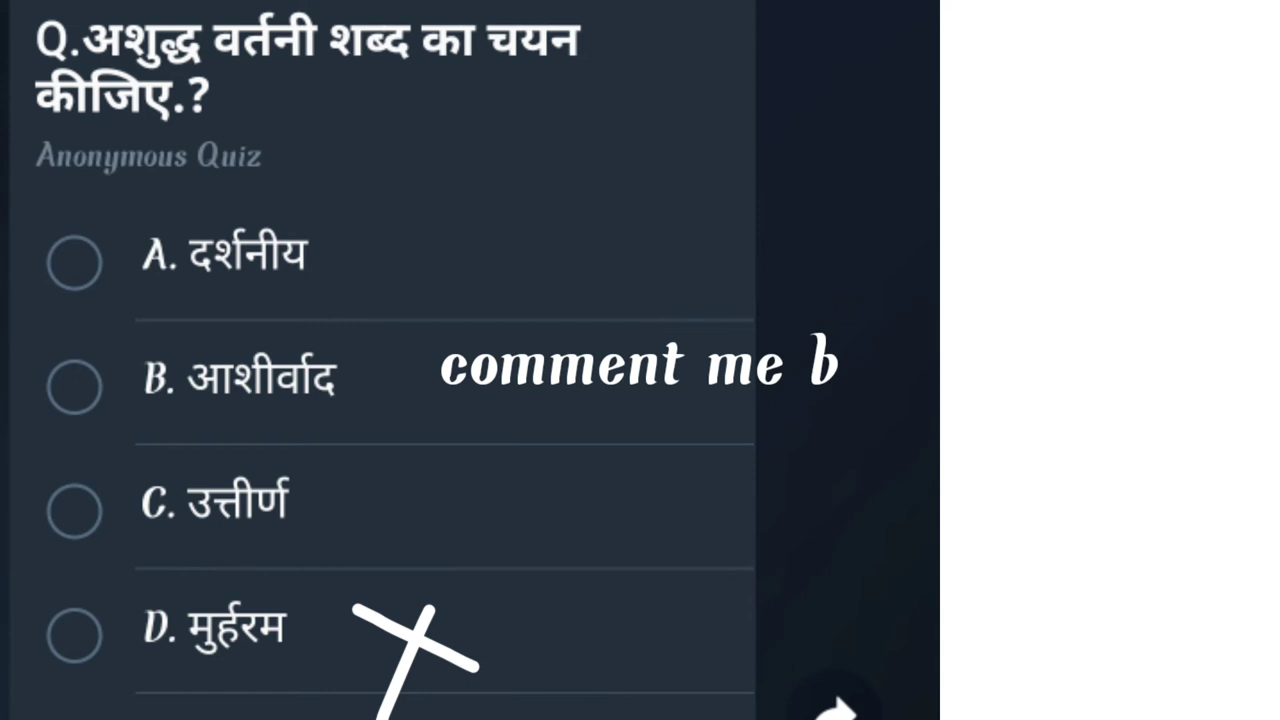 Q.अशुद्ध वर्तनी शब्द का चयन
कीजिए.?
Anonymous Quiz
A. दर्शनीय
B. आशीर्वाद
comment me b
C. उत्तीर्ण
D. मुर्हरम